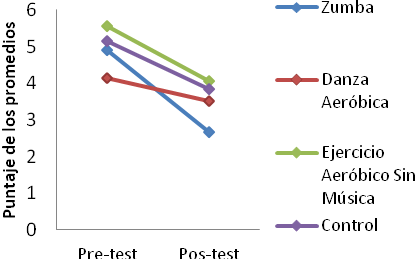 Puntaje de los promedios
6
5
4
3
2
1
0
Pre-test
Pos-test
Zumba
Danza
Aeróbica
Ejercicio
Aeróbico Sin
Música
Control